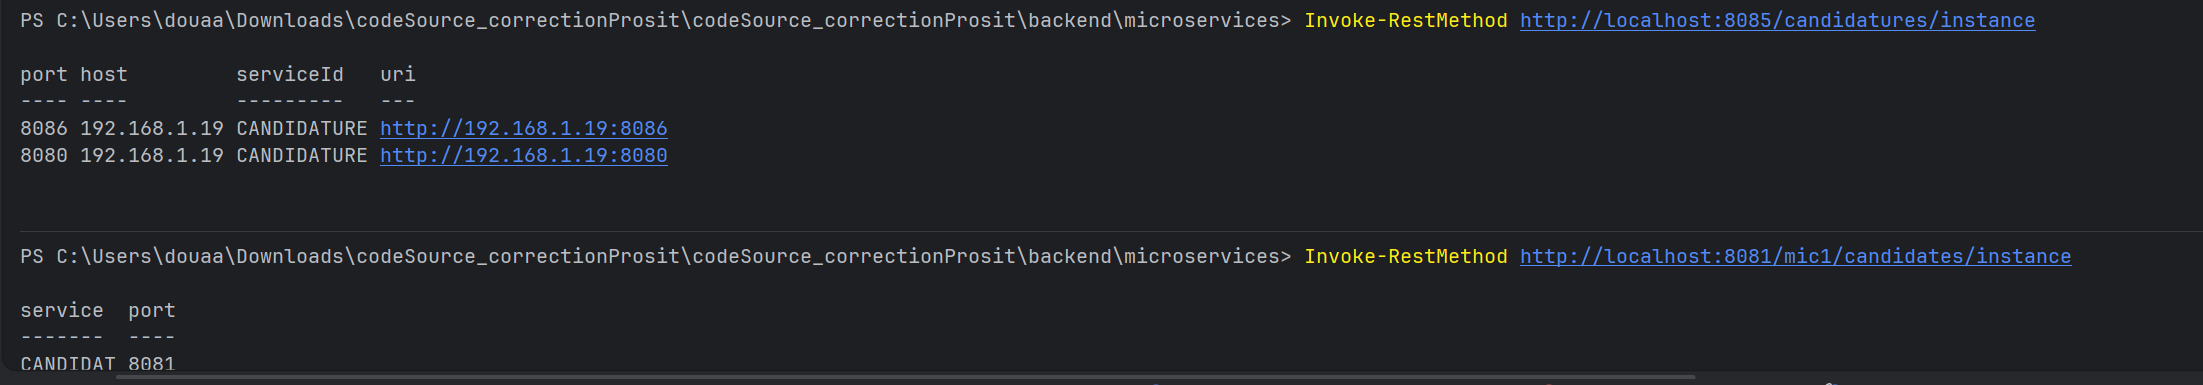 PS C:\Users\douaa\Downloads\codeSource_correctionProsit\codeSource_correctionProsit\backend\microservices> Invoke-RestMethod http://localhost:8085/candidatures/instance
port host         serviceId   uri
---- ----         ---------   ---
8086 192.168.1.19 CANDIDATURE http://192.168.1.19:8086
8080 192.168.1.19 CANDIDATURE http://192.168.1.19:8080
PS C:\Users\douaa\Downloads\codeSource_correctionProsit\codeSource_correctionProsit\backend\microservices> Invoke-RestMethod http://localhost:8081/mic1/candidates/instance
service  port
-------  ----
CANDIDAT 8081